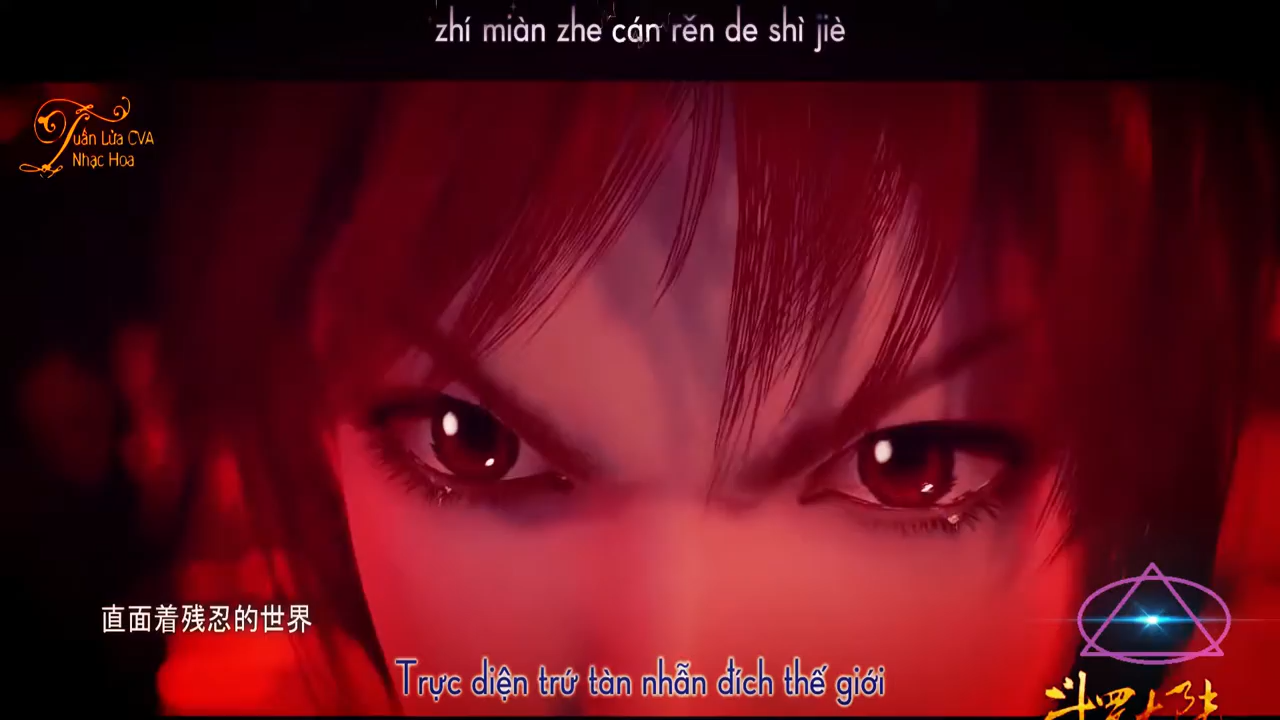 zhí miàn zhe cán rěn de shì jiè
Tuấn Lửa CVA
Nhạc Hoa
直面着残忍的世界
Trực diện trứ tàn nhẫn đích thế giới